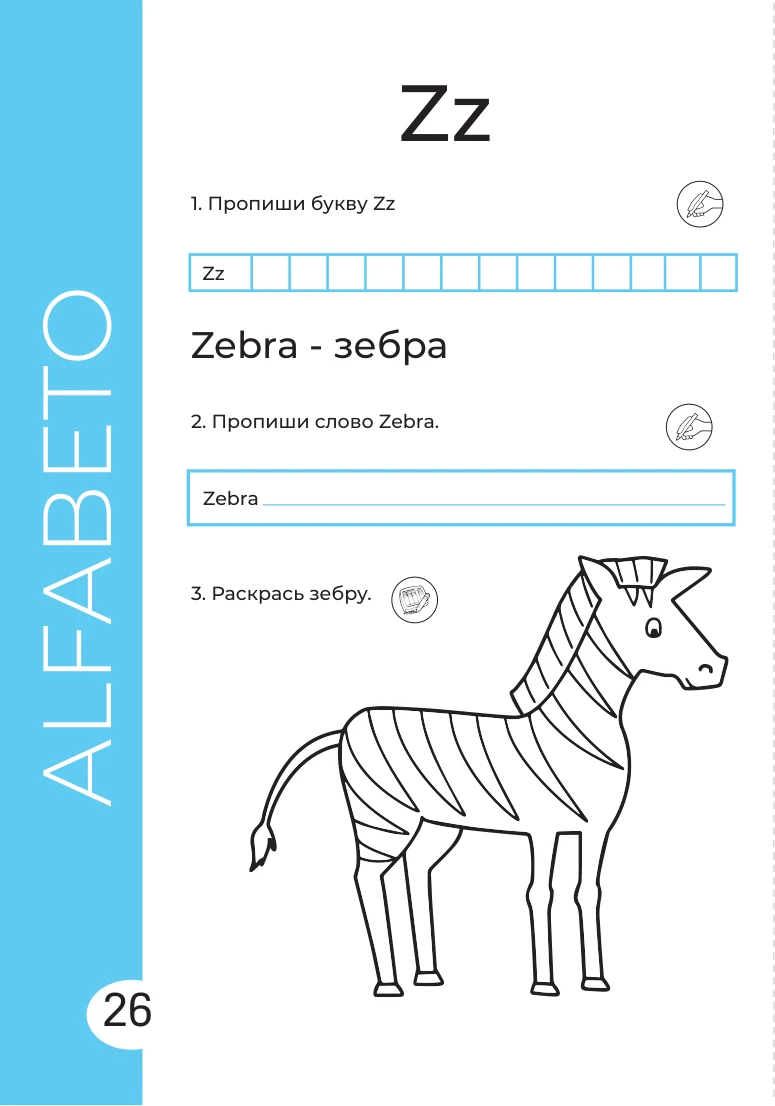 Zz
1. Пропиши букву Zz
Zz
Zebra - зебра
2. Пропиши слово Zebra.
Zebra
3. Раскрась зебру.
ALFABETO
26